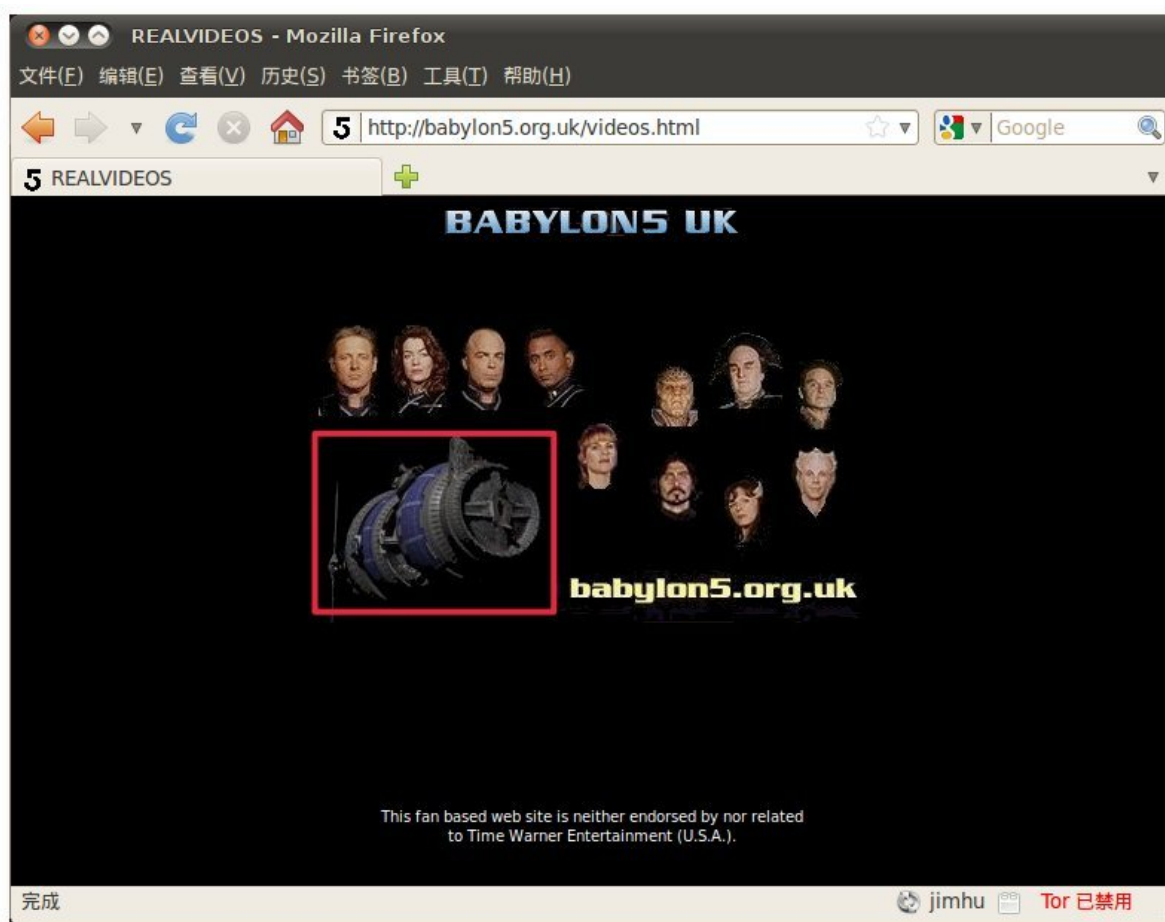 REALVIDEOS - Mozilla Firefox
文件(F) 编辑(E) 查看(V) 历史(S) 书签(B) 工具(T) 帮助(H)
5 http://babylon5.org.uk/videos.html Google
5 REALVIDEOS
BABYLON5 UK
babylon5.org.uk
This fan based web site is neither endorsed by nor related
to Time Warner Entertainment (U.S.A.).
完成 jimhu Tor 已禁用